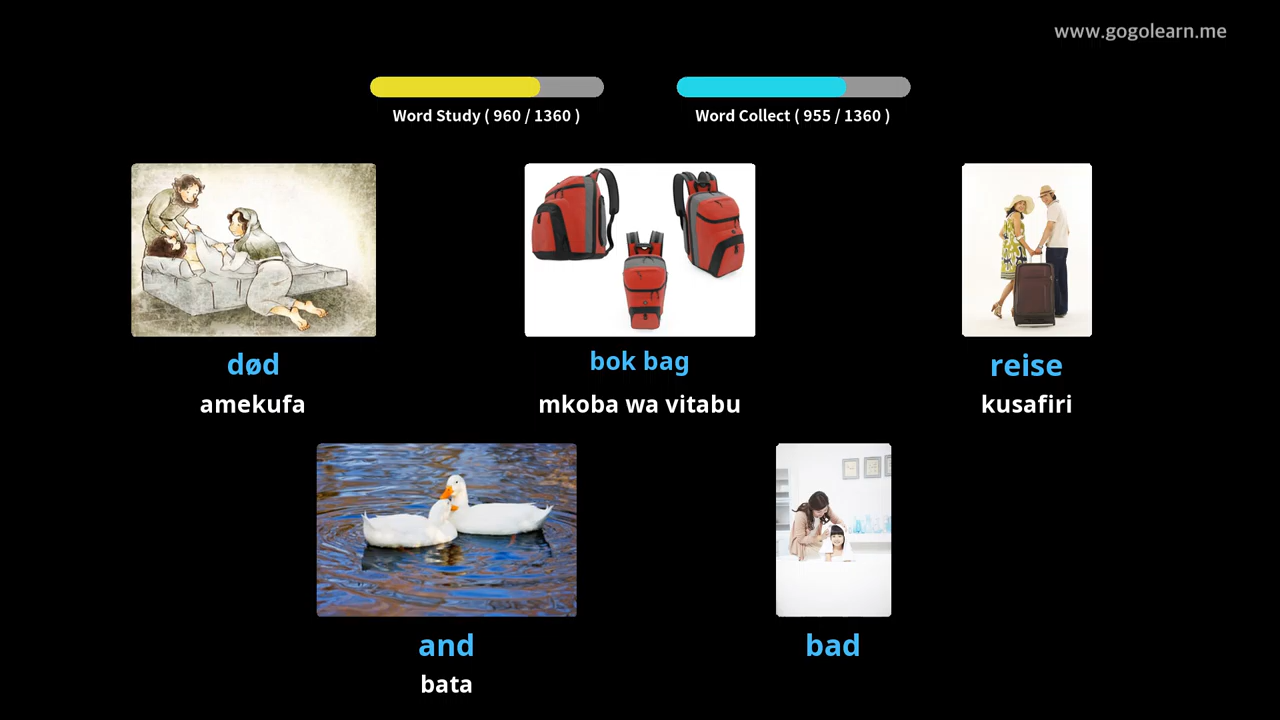 www.gogolearn.me
Word Study ( 960 / 1360 )
Word Collect ( 955 / 1360 )
død
bok bag
reise
amekufa
mkoba wa vitabu
kusafiri
and
bad
bata